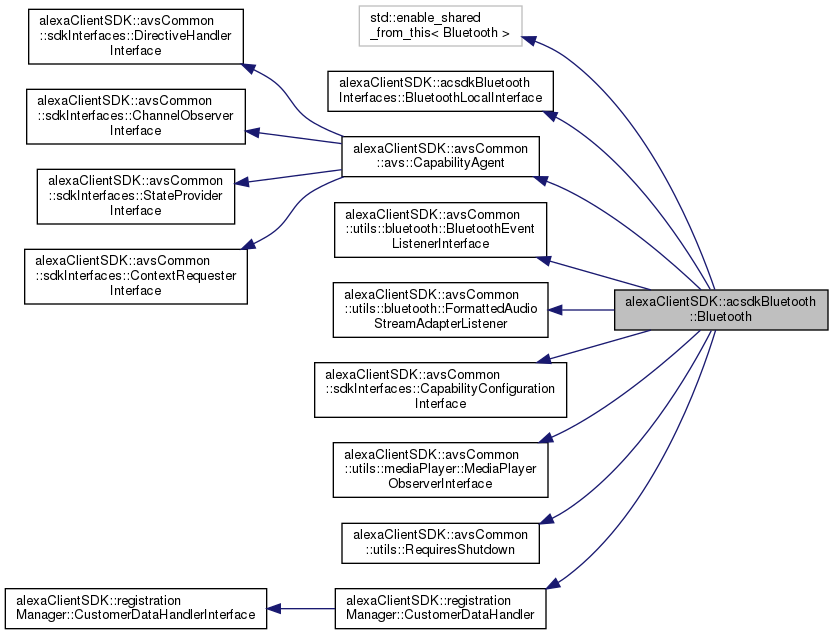 alexaClientSDK::avsCommon
::sdkInterfaces::DirectiveHandler
Interface
alexaClientSDK::avsCommon
::sdkInterfaces::ChannelObserver
Interface
alexaClientSDK::avsCommon
::sdkInterfaces::StateProvider
Interface
alexaClientSDK::avsCommon
::sdkInterfaces::ContextRequester
Interface
std::enable_shared
_from_this< Bluetooth >
alexaClientSDK::acsdkBluetooth
Interfaces::BluetoothLocalInterface
alexaClientSDK::avsCommon
::avs::CapabilityAgent
alexaClientSDK::avsCommon
::utils::bluetooth::BluetoothEvent
ListenerInterface
alexaClientSDK::avsCommon
::utils::bluetooth::FormattedAudio
StreamAdapterListener
alexaClientSDK::avsCommon
::sdkInterfaces::CapabilityConfiguration
Interface
alexaClientSDK::avsCommon
::utils::mediaPlayer::MediaPlayer
ObserverInterface
alexaClientSDK::avsCommon
::utils::RequiresShutdown
alexaClientSDK::registration
Manager::CustomerDataHandlerInterface
alexaClientSDK::registration
Manager::CustomerDataHandler
alexaClientSDK::acsdkBluetooth
::Bluetooth